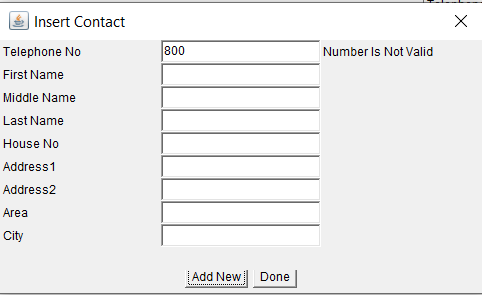 Insert Contact
Telephone No 800 Number Is Not Valid
First Name
Middle Name
Last Name
House No
Address1
Address2
Area
City
Add New Done